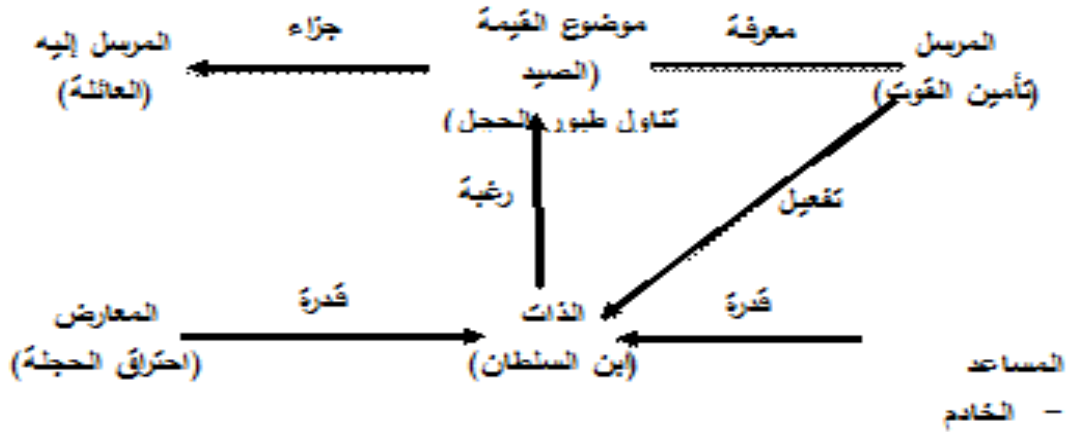 المرسل
(تأمين القوت)
معرفة
موضوع القيمة
(الصيد
تناول طيور الحجل)
جزاء
المرسل إليه
(العائلة)
تفعيل
رغبة
المعارض
(احتراق الحجلة)
قدرة
الذات
(ابن السلطان)
قدرة
المساعد
- الخادم